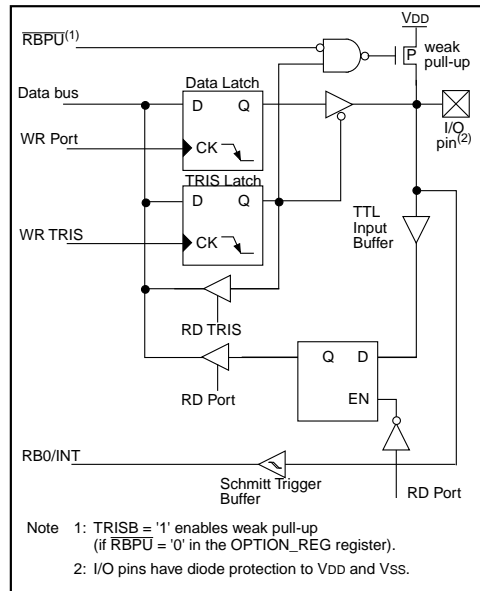 VDD
RBPU(1)
P
weak
pull-up
Data Latch
Data bus
D Q
I/O
pin(2)
WR Port
CK
TRIS Latch
D Q
TTL
Input
Buffer
WR TRIS
CK
RD TRIS
Q D
RD Port
EN
RB0/INT
Schmitt Trigger
Buffer
RD Port
Note 1: TRISB = '1' enables weak pull-up
(if RBPU = '0' in the OPTION_REG register).
2: I/O pins have diode protection to VDD and VSS.